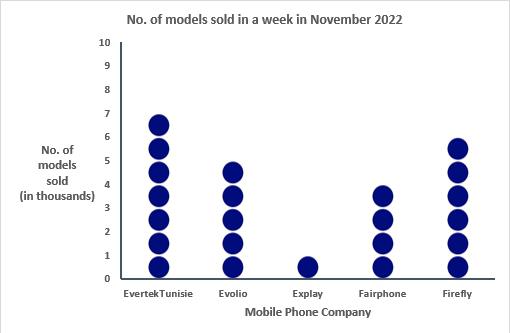 No. of models sold in a week in November 2022
10
9
8
7
6
5
4
3
2
1
0
No. of
models
sold
(in thousands)
EvertekTunisie Evolio Explay Fairphone Firefly
Mobile Phone Company